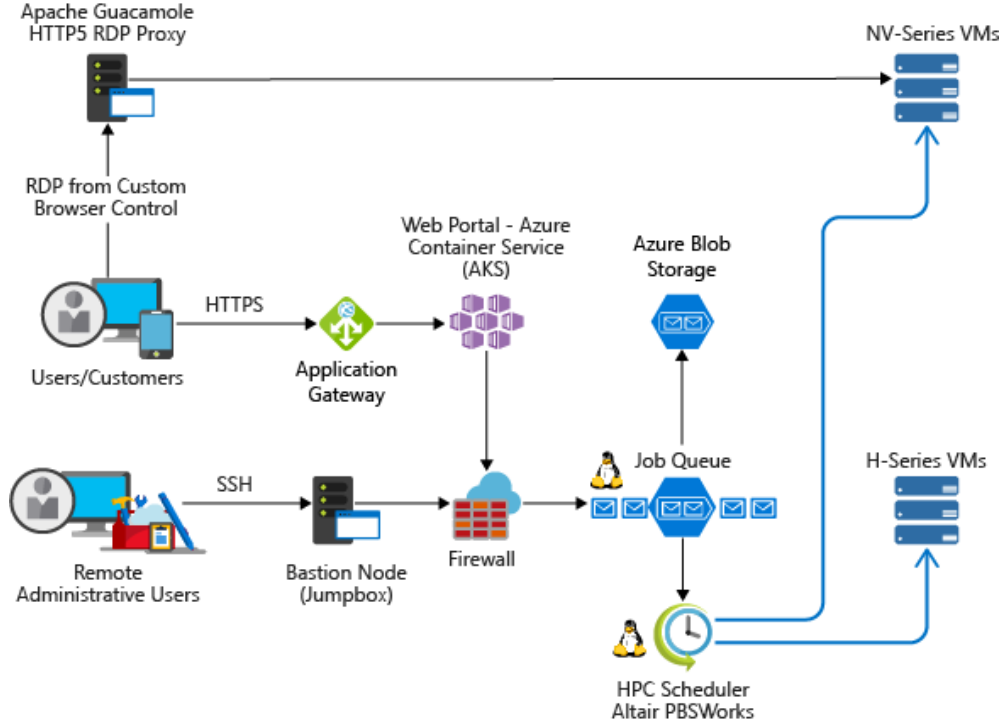 Apache Guacamole
HTTP5 RDP Proxy
NV-Series VMs
RDP from Custom
Browser Control
Web Portal - Azure
Container Service
(AKS)
Azure Blob
Storage
HTTPS
Users/Customers
Application
Gateway
Job Queue
H-Series VMs
SSH
Firewall
Remote
Administrative Users
Bastion Node
(Jumpbox)
HPC Scheduler
Altair PBSWorks